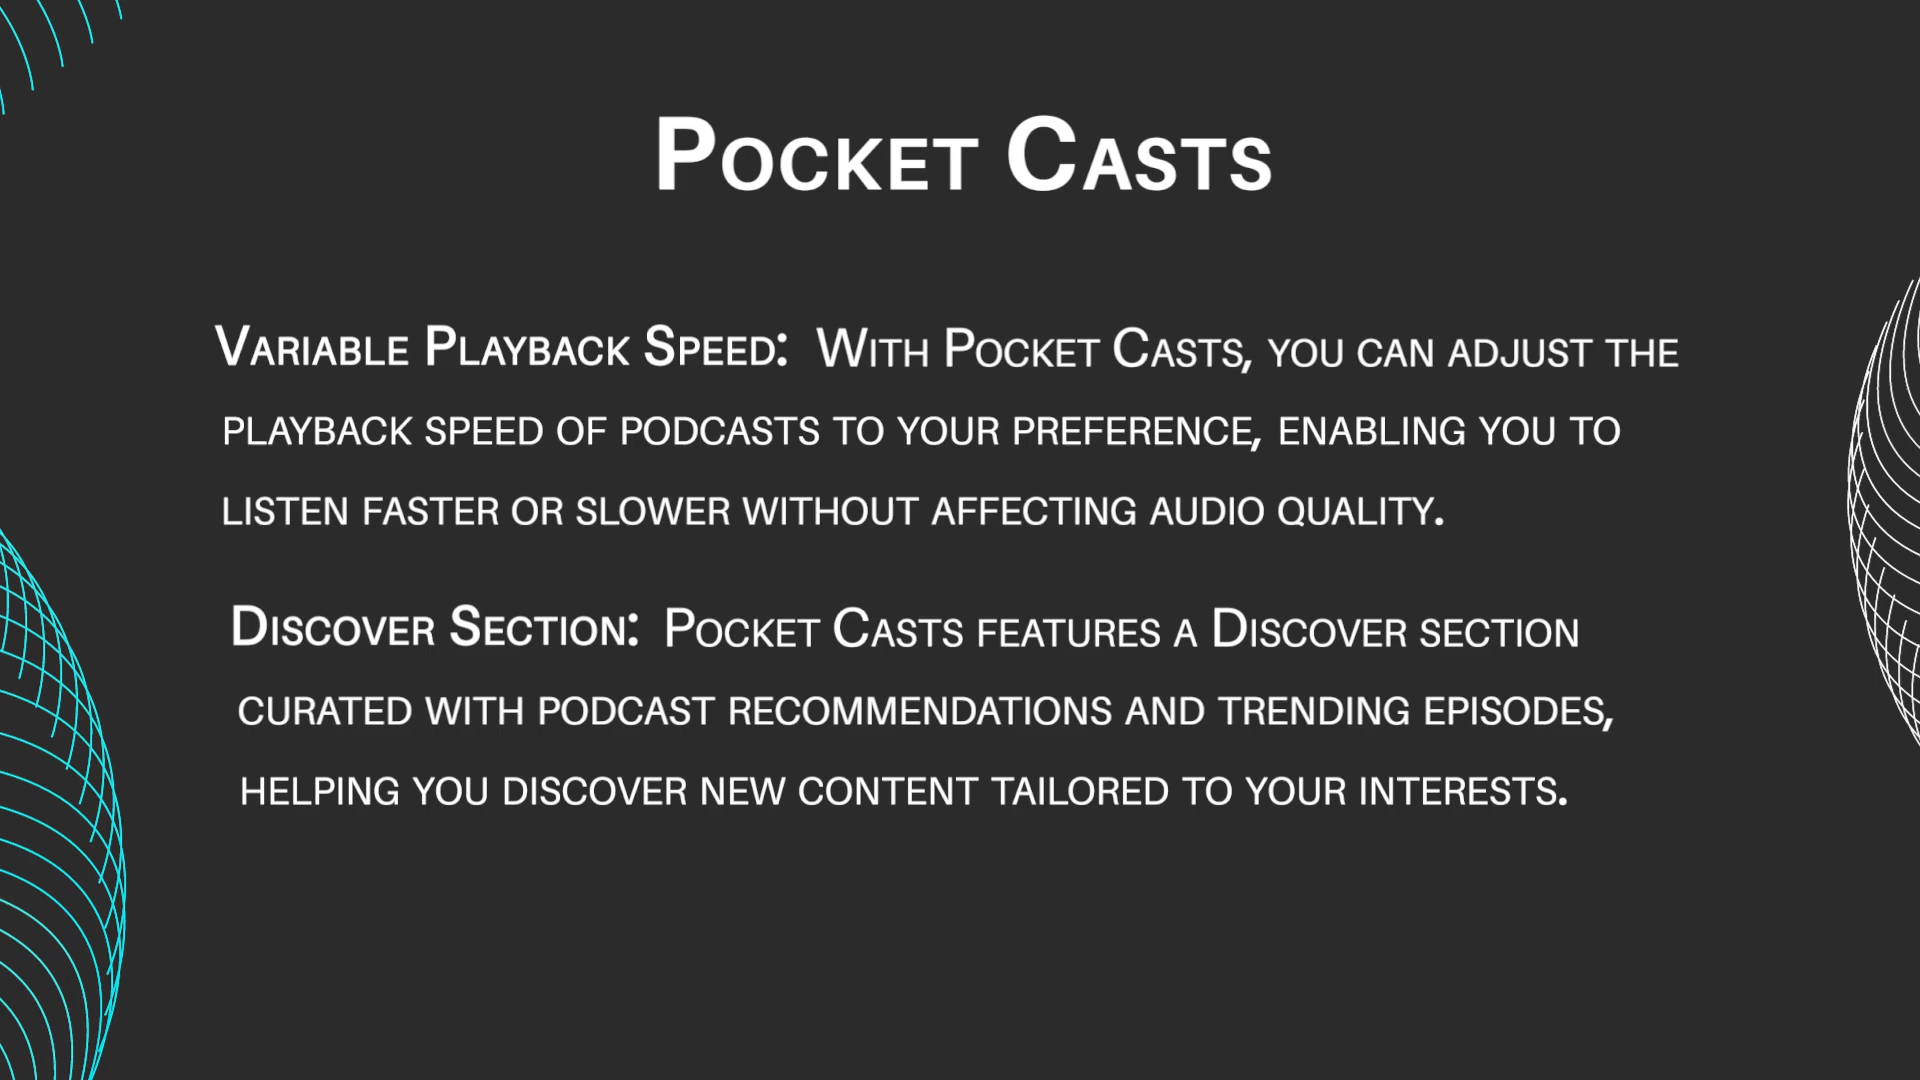 Pocket Casts
Variable Playback Speed: With Pocket Casts, you can adjust the
playback speed of podcasts to your preference, enabling you to
listen faster or slower without affecting audio quality.
Discover Section: Pocket Casts features a Discover section
curated with podcast recommendations and trending episodes,
helping you discover new content tailored to your interests.